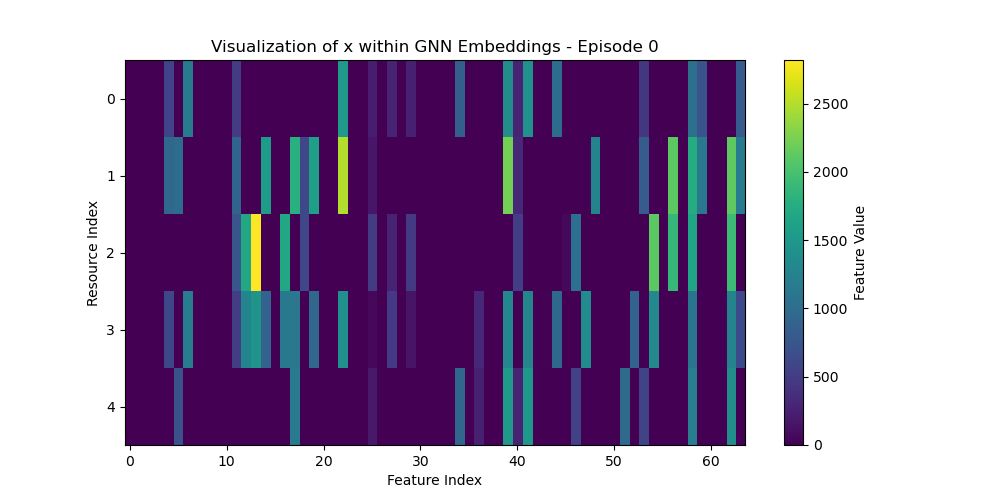 Visualization of x within GNN Embeddings - Episode 0
Resource Index
0
1
2
3
4
0 10 20 30 40 50 60
Feature Index
2500
2000
1500
1000
500
0
Feature Value